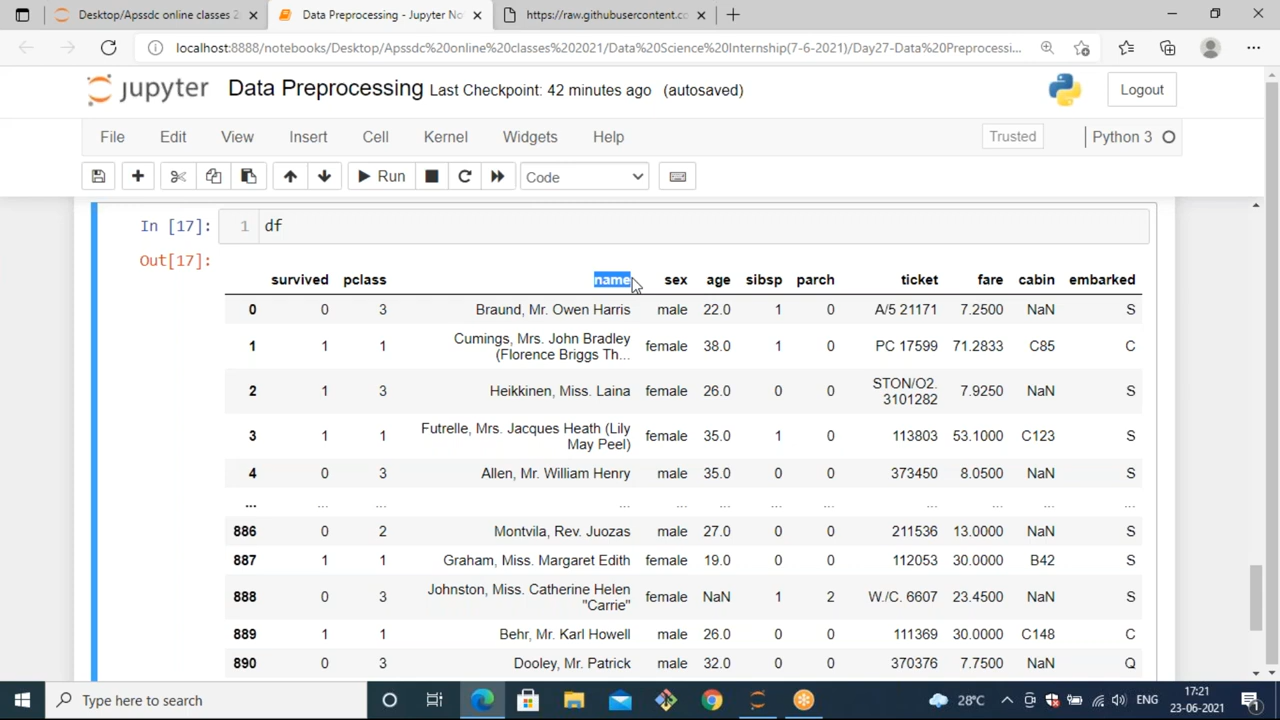 Desktop/Apssdc online classes 2
Data Preprocessing - Jupyter No
https://raw.githubusercontent.co
localhost:8888/notebooks/Desktop/Apssdc%20online%20classes%202021/Data%20Science%20Internship(7-6-2021)/Day27-Data%20Preprocessi...
jupyter Data Preprocessing Last Checkpoint: 42 minutes ago (autosaved) Logout
File Edit View Insert Cell Kernel Widgets Help Trusted Python 3
Run Code
In [17]: 1 df
Out[17]:
survived pclass name sex age sibsp parch ticket fare cabin embarked
0 0 3 Braund, Mr. Owen Harris male 22.0 1 0 A/5 21171 7.2500 NaN S
1 1 1 Cumings, Mrs. John Bradley (Florence Briggs Th... female 38.0 1 0 PC 17599 71.2833 C85 C
2 1 3 Heikkinen, Miss. Laina female 26.0 0 0 STON/O2. 3101282 7.9250 NaN S
3 1 1 Futrelle, Mrs. Jacques Heath (Lily May Peel) female 35.0 1 0 113803 53.1000 C123 S
4 0 3 Allen, Mr. William Henry male 35.0 0 0 373450 8.0500 NaN S
... ... ... ... ... ... ... ... ... ... ... ...
886 0 2 Montvila, Rev. Juozas male 27.0 0 0 211536 13.0000 NaN S
887 1 1 Graham, Miss. Margaret Edith female 19.0 0 0 112053 30.0000 B42 S
888 0 3 Johnston, Miss. Catherine Helen "Carrie" female NaN 1 2 W./C. 6607 23.4500 NaN S
889 1 1 Behr, Mr. Karl Howell male 26.0 0 0 111369 30.0000 C148 C
890 0 3 Dooley, Mr. Patrick male 32.0 0 0 370376 7.7500 NaN Q
Type here to search
28°C
ENG
17:21
23-06-2021
1